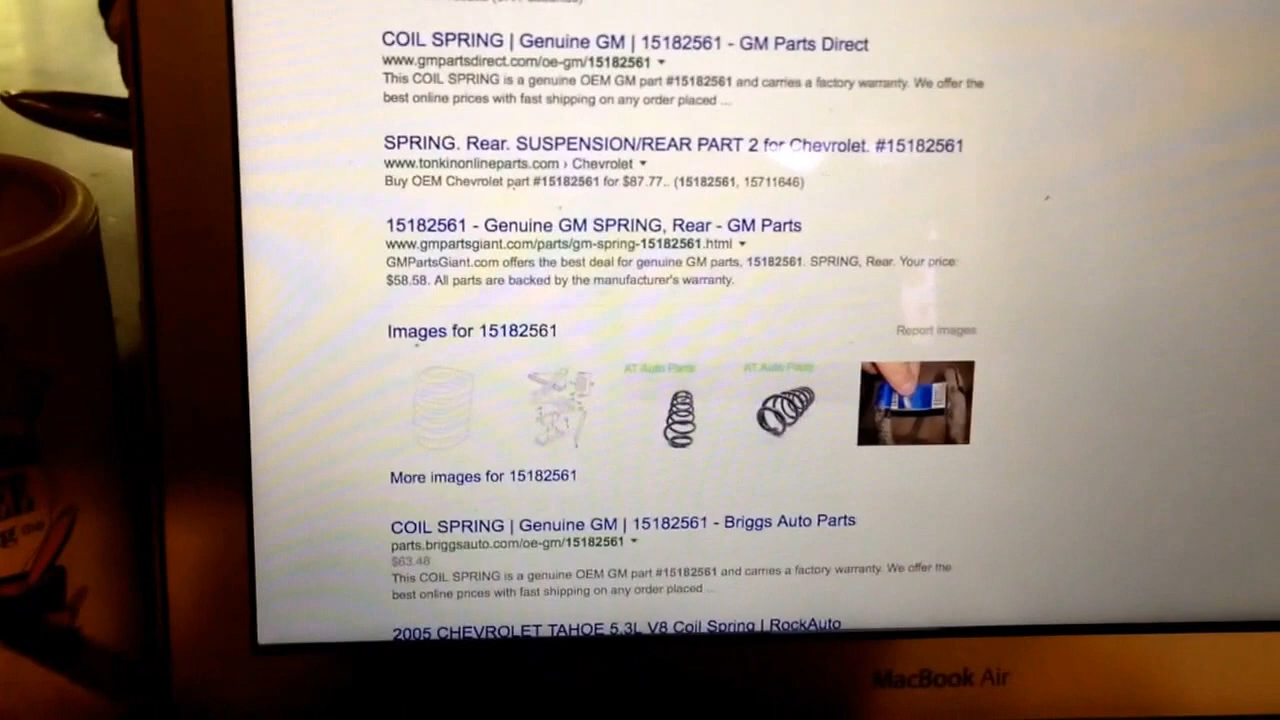 COIL SPRING | Genuine GM | 15182561 - GM Parts Direct
www.gmpartsdirect.com/oe-gm/15182561
This COIL SPRING is a genuine OEM GM part #15182561 and carries a factory warranty. We offer the
best online prices with fast shipping on any order placed ...
SPRING. Rear. SUSPENSION/REAR PART 2 for Chevrolet. #15182561
www.tonkinonlineparts.com › Chevrolet
Buy OEM Chevrolet part #15182561 for $87.77.. (15182561, 15711646)
15182561 - Genuine GM SPRING, Rear - GM Parts
www.gmpartsgiant.com/parts/gm-spring-15182561.html
GMPartsGiant.com offers the best deal for genuine GM parts, 15182561. SPRING, Rear. Your price:
$58.58. All parts are backed by the manufacturer's warranty.
Images for 15182561
Report images
AT Auto Parts
AT Auto Parts
More images for 15182561
COIL SPRING | Genuine GM | 15182561 - Briggs Auto Parts
parts.briggsauto.com/oe-gm/15182561
$63.48
This COIL SPRING is a genuine OEM GM part #15182561 and carries a factory warranty. We offer the
best online prices with fast shipping on any order placed ...
2005 CHEVROLET TAHOE 5.3L V8 Coil Spring | RockAuto
MacBook Air